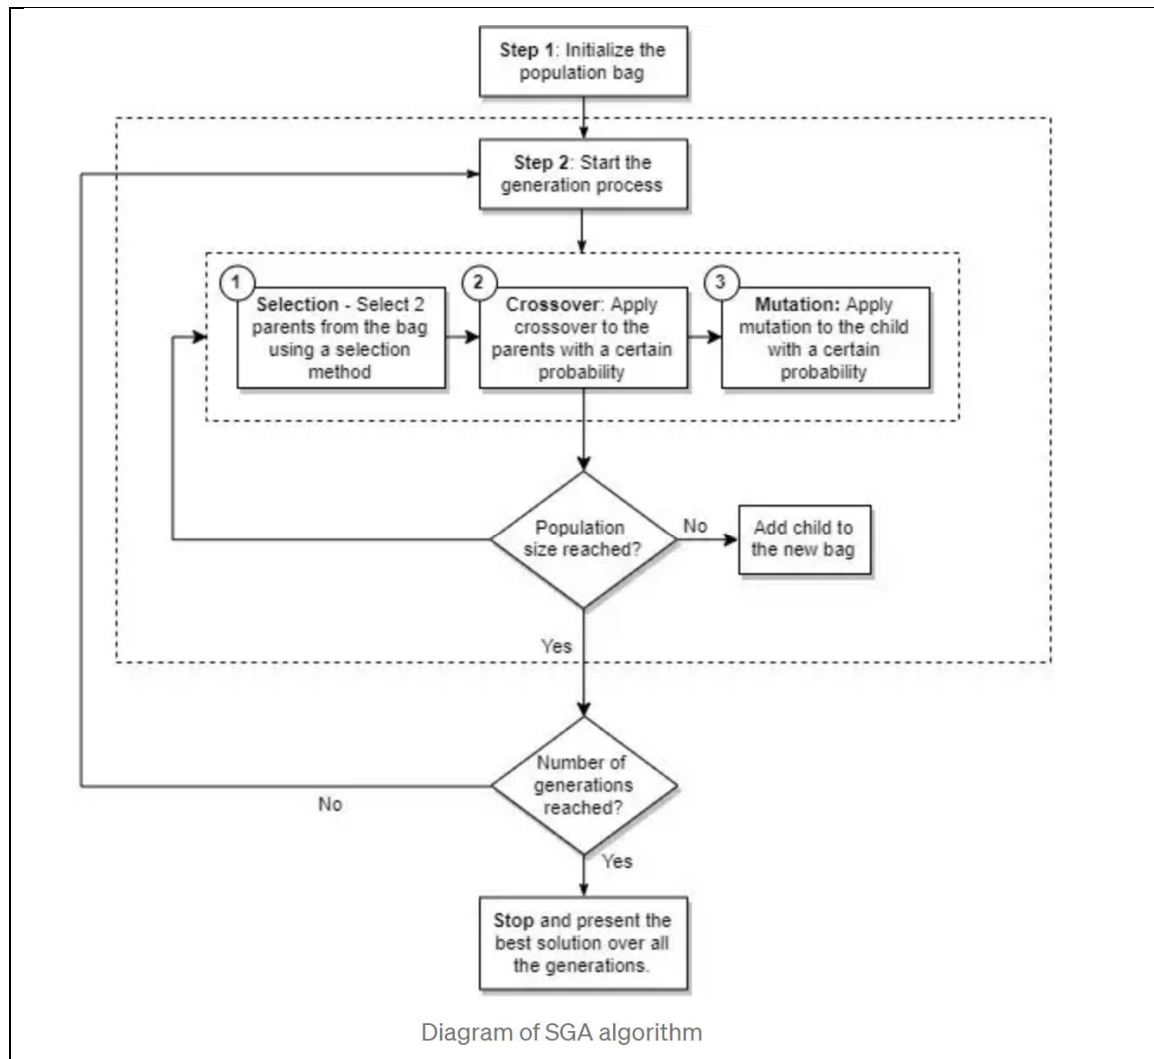 Step 1: Initialize the
population bag
Step 2: Start the
generation process
1
Selection - Select 2
parents from the bag
using a selection
method
2
Crossover: Apply
crossover to the
parents with a certain
probability
3
Mutation: Apply
mutation to the child
with a certain
probability
Population
size reached?
No
Add child to
the new bag
Yes
Number of
generations
reached?
No
Yes
Stop and present the
best solution over all
the generations.
Diagram of SGA algorithm